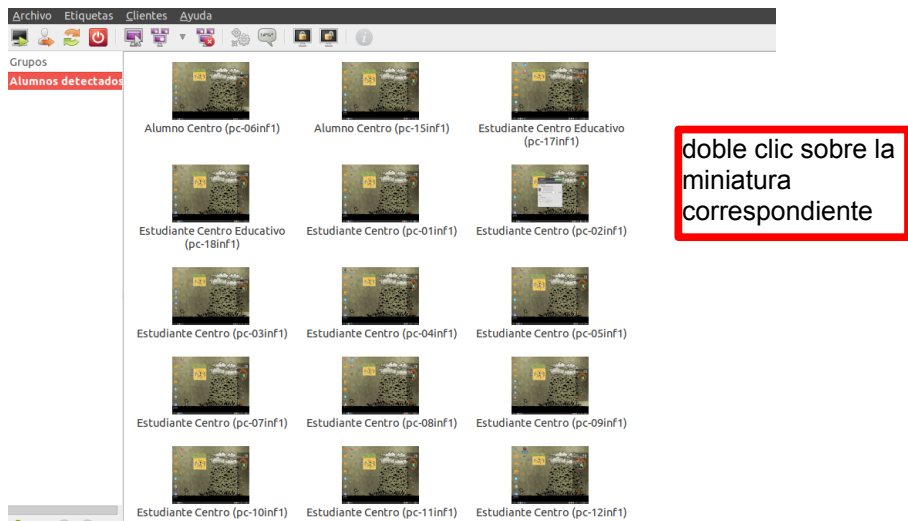 Archivo Etiquetas Clientes Ayuda
Grupos
Alumnos detectados
Alumno Centro (pc-06inf1)
Alumno Centro (pc-15inf1)
Estudiante Centro Educativo
(pc-17inf1)
Estudiante Centro Educativo
(pc-18inf1)
Estudiante Centro (pc-01inf1)
Estudiante Centro (pc-02inf1)
Estudiante Centro (pc-03inf1)
Estudiante Centro (pc-04inf1)
Estudiante Centro (pc-05inf1)
Estudiante Centro (pc-07inf1)
Estudiante Centro (pc-08inf1)
Estudiante Centro (pc-09inf1)
Estudiante Centro (pc-10inf1)
Estudiante Centro (pc-11inf1)
Estudiante Centro (pc-12inf1)
doble clic sobre la
miniatura
correspondiente